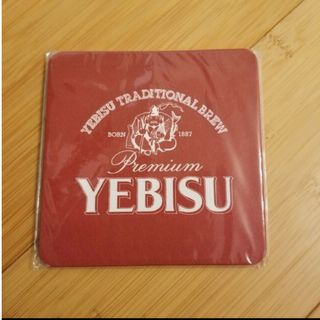 YEBISU TRADITIONAL BREW
BORN 1887
Premium
YEBISU